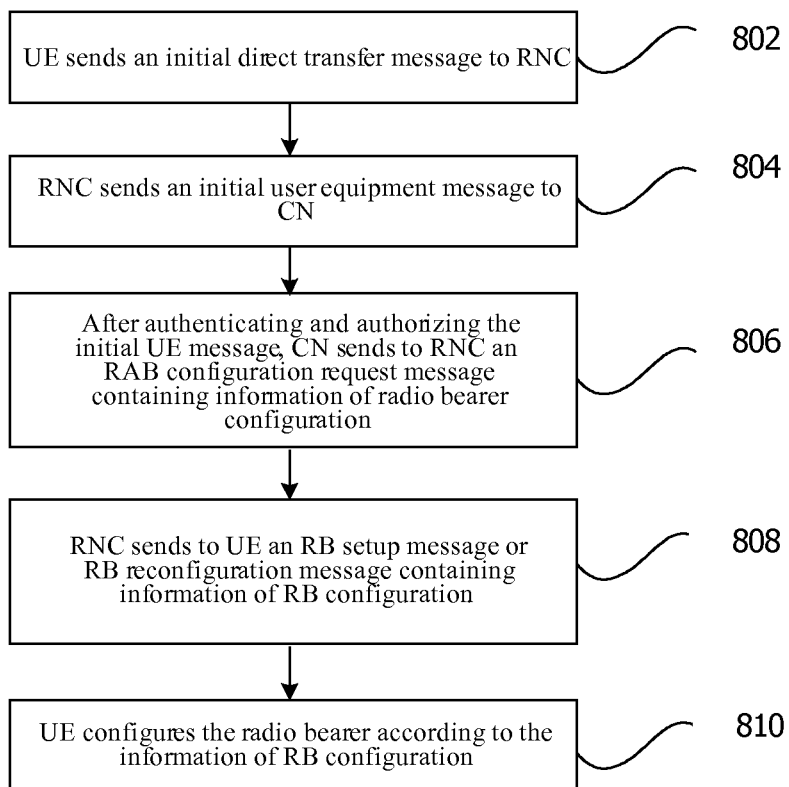 UE sends an initial direct transfer message to RNC
802
RNC sends an initial user equipment message to
CN
804
After authenticating and authorizing the
initial UE message, CN sends to RNC an
RAB configuration request message
containing information of radio bearer
configuration
806
RNC sends to UE an RB setup message or
RB reconfiguration message containing
information of RB configuration
808
UE configures the radio bearer according to the
information of RB configuration
810